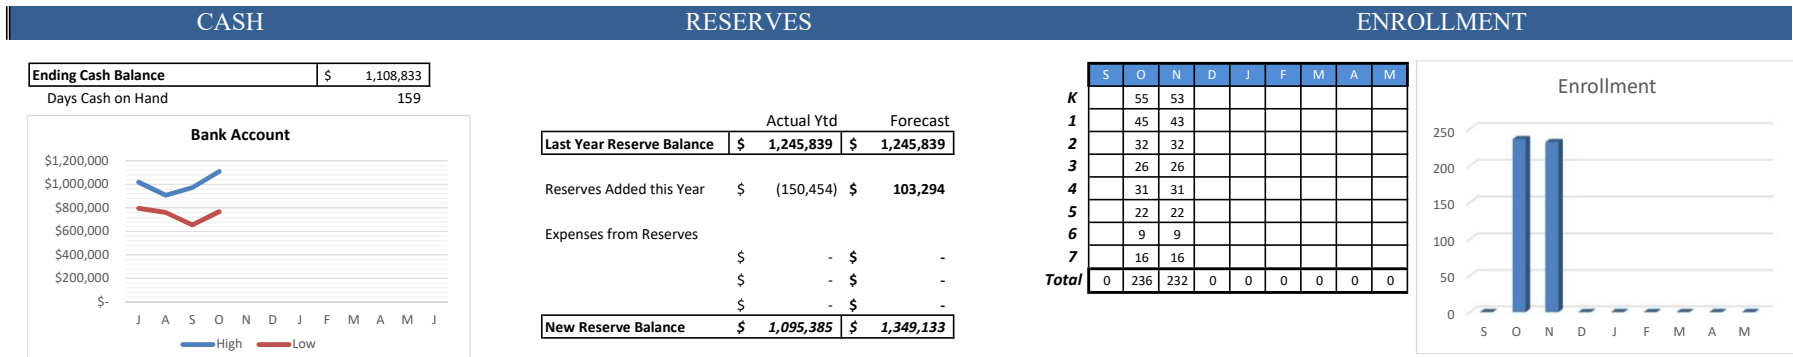 CASH
RESERVES
ENROLLMENT
Ending Cash Balance $ 1,108,833
Days Cash on Hand 159
Bank Account
$1,200,000
$1,000,000
$800,000
$600,000
$400,000
$200,000
$-
J A S O N D J F M A M J
High Low
Actual Ytd Forecast
Last Year Reserve Balance $ 1,245,839 $ 1,245,839
Reserves Added this Year $ (150,454) $ 103,294
Expenses from Reserves
$ - $ -
$ - $ -
$ - $ -
New Reserve Balance $ 1,095,385 $ 1,349,133
S O N D J F M A M
K 55 53
1 45 43
2 32 32
3 26 26
4 31 31
5 22 22
6 9 9
7 16 16
Total 0 236 232 0 0 0 0 0 0
Enrollment
250
200
150
100
50
0
S O N D J F M A M